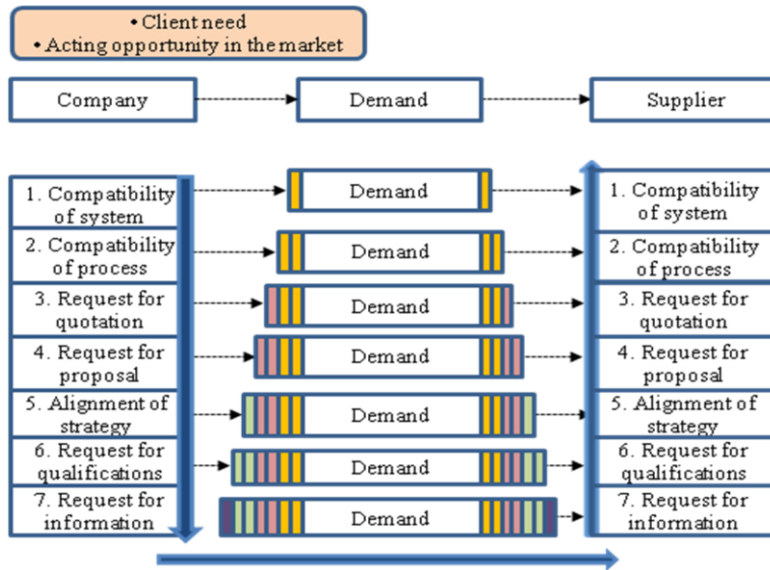 • Client need
• Acting opportunity in the market
Company
Demand
Supplier
1. Compatibility
of system
Demand
1. Compatibility
of system
2. Compatibility
of process
Demand
2. Compatibility
of process
3. Request for
quotation
Demand
3. Request for
quotation
4. Request for
proposal
Demand
4. Request for
proposal
5. Alignment of
strategy
Demand
5. Alignment of
strategy
6. Request for
qualifications
Demand
6. Request for
qualifications
7. Request for
information
Demand
7. Request for
information